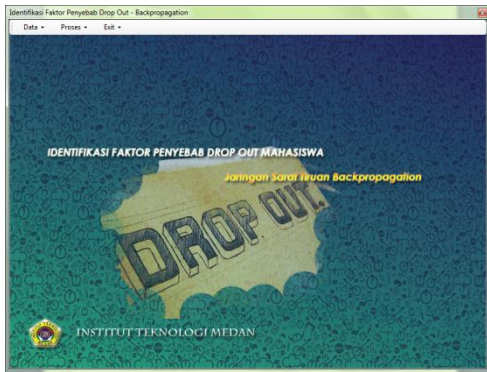 Identifikasi Faktor Penyebab Drop Out - Backpropagation
Data Proses Exit
IDENTIFIKASI FAKTOR PENYEBAB DROP OUT MAHASISWA
Jaringan Saraf Tiruan Backpropagation
DROP OUT.
INSTITUT TEKNOLOGI MEDAN